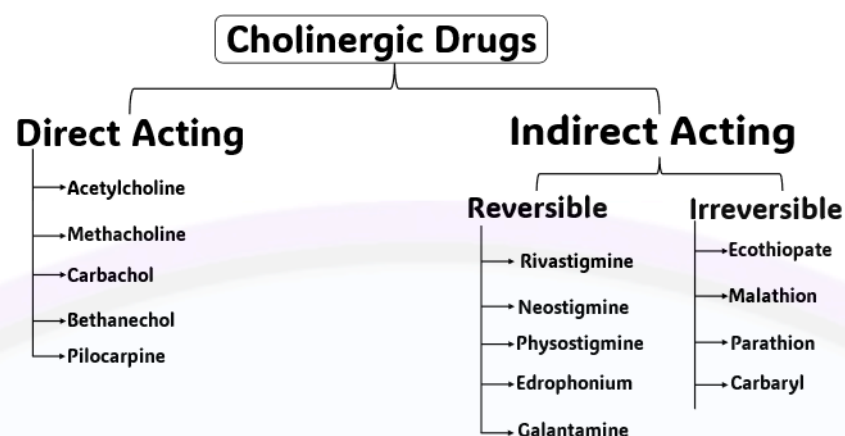 Cholinergic Drugs
Direct Acting
Acetylcholine
Methacholine
Carbachol
Bethanechol
Pilocarpine
Indirect Acting
Reversible
Rivastigmine
Neostigmine
Physostigmine
Edrophonium
Galantamine
Irreversible
Ecothiopate
Malathion
Parathion
Carbaryl